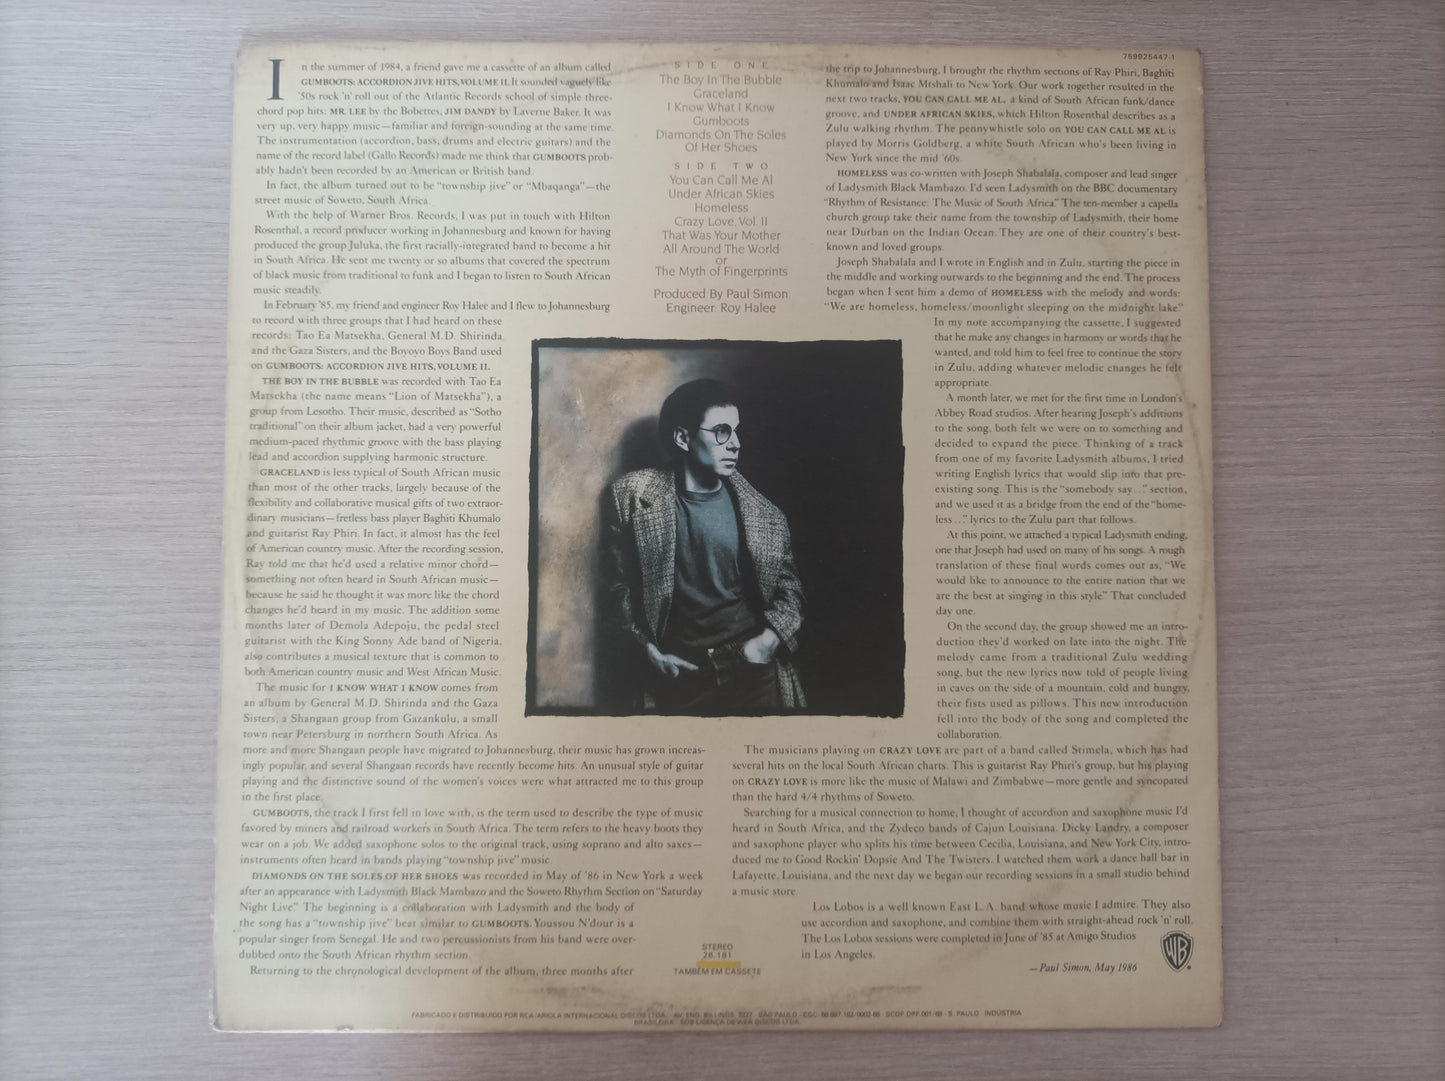 759925447-1
In the summer of 1984, a friend gave me a cassette of an album called
GUMBOOTS: ACCORDION JIVE HITS, VOLUME II. It sounded vaguely like
'50s rock 'n' roll out of the Atlantic Records school of simple three-
chord pop hits: MR. LEE by the Bobettes, JIM DANDY by Laverne Baker. It was
very up, very happy music—familiar and foreign-sounding at the same time.
The instrumentation (accordion, bass, drums and electric guitars) and the
name of the record label (Gallo Records) made me think that GUMBOOTS prob-
ably hadn't been recorded by an American or British band.
In fact, the album turned out to be "township jive" or "Mbaqanga"—the
street music of Soweto, South Africa.
With the help of Warner Bros. Records, I was put in touch with Hilton
Rosenthal, a record producer working in Johannesburg and known for having
produced the group Juluka, the first racially-integrated band to become a hit
in South Africa. He sent me twenty or so albums that covered the spectrum
of black music from traditional to funk and I began to listen to South African
music steadily.
In February '85, my friend and engineer Roy Halee and I flew to Johannesburg
to record with three groups that I had heard on these
records: Tao Ea Matsekha, General M.D. Shirinda
and the Gaza Sisters, and the Boyoyo Boys Band used
on GUMBOOTS: ACCORDION JIVE HITS, VOLUME II.
THE BOY IN THE BUBBLE was recorded with Tao Ea
Matsekha (the name means "Lion of Matsekha"), a
group from Lesotho. Their music, described as "Sotho
traditional" on their album jacket, had a very powerful
medium-paced rhythmic groove with the bass playing
lead and accordion supplying harmonic structure.
GRACELAND is less typical of South African music
than most of the other tracks, largely because of the
flexibility and collaborative musical gifts of two extraor-
dinary musicians—fretless bass player Baghiti Khumalo
and guitarist Ray Phiri. In fact, it almost has the feel
of American country music. After the recording session,
Ray told me that he'd used a relative minor chord—
something not often heard in South African music—
because he said he thought it was more like the chord
changes he'd heard in my music. The addition some
months later of Demola Adepoju, the pedal steel
guitarist with the King Sonny Ade band of Nigeria,
also contributes a musical texture that is common to
both American country music and West African Music.
The music for I KNOW WHAT I KNOW comes from
an album by General M.D. Shirinda and the Gaza
Sisters, a Shangaan group from Gazankulu, a small
town near Petersburg in northern South Africa. As
more and more Shangaan people have migrated to Johannesburg, their music has grown increas-
ingly popular, and several Shangaan records have recently become hits. An unusual style of guitar
playing and the distinctive sound of the women's voices were what attracted me to this group
in the first place.
GUMBOOTS, the track I first fell in love with, is the term used to describe the type of music
favored by miners and railroad workers in South Africa. The term refers to the heavy boots they
wear on a job. We added saxophone solos to the original track, using soprano and alto saxes—
instruments often heard in bands playing "township jive" music.
DIAMONDS ON THE SOLES OF HER SHOES was recorded in May of '86 in New York a week
after an appearance with Ladysmith Black Mambazo and the Soweto Rhythm Section on "Saturday
Night Live." The beginning is a collaboration with Ladysmith and the body of
the song has a "township jive" beat similar to GUMBOOTS. Youssou N'dour is a
popular singer from Senegal. He and two percussionists from his band were over-
dubbed onto the South African rhythm section.
Returning to the chronological development of the album, three months after
SIDE ONE
The Boy In The Bubble
Graceland
I Know What I Know
Gumboots
Diamonds On The Soles
Of Her Shoes
SIDE TWO
You Can Call Me Al
Under African Skies
Homeless
Crazy Love, Vol. II
That Was Your Mother
All Around The World
or
The Myth of Fingerprints
Produced By Paul Simon
Engineer: Roy Halee
the trip to Johannesburg, I brought the rhythm sections of Ray Phiri, Baghiti
Khumalo and Isaac Mtshali to New York. Our work together resulted in the
next two tracks, YOU CAN CALL ME AL, a kind of South African funk/dance
groove, and UNDER AFRICAN SKIES, which Hilton Rosenthal describes as a
Zulu walking rhythm. The pennywhistle solo on YOU CAN CALL ME AL is
played by Morris Goldberg, a white South African who's been living in
New York since the mid '60s.
HOMELESS was co-written with Joseph Shabalala, composer and lead singer
of Ladysmith Black Mambazo. I'd seen Ladysmith on the BBC documentary
"Rhythm of Resistance: The Music of South Africa." The ten-member a capella
church group take their name from the township of Ladysmith, their home
near Durban on the Indian Ocean. They are one of their country's best-
known and loved groups.
Joseph Shabalala and I wrote in English and in Zulu, starting the piece in
the middle and working outwards to the beginning and the end. The process
began when I sent him a demo of HOMELESS with the melody and words:
"We are homeless, homeless/moonlight sleeping on the midnight lake."
In my note accompanying the cassette, I suggested
that he make any changes in harmony or words that he
wanted, and told him to feel free to continue the story
in Zulu, adding whatever melodic changes he felt
appropriate.
A month later, we met for the first time in London's
Abbey Road studios. After hearing Joseph's additions
to the song, both felt we were on to something and
decided to expand the piece. Thinking of a track
from one of my favorite Ladysmith albums, I tried
writing English lyrics that would slip into that pre-
existing song. This is the "somebody say..." section,
and we used it as a bridge from the end of the "home-
less..." lyrics to the Zulu part that follows.
At this point, we attached a typical Ladysmith ending,
one that Joseph had used on many of his songs. A rough
translation of these final words comes out as, "We
would like to announce to the entire nation that we
are the best at singing in this style." That concluded
day one.
On the second day, the group showed me an intro-
duction they'd worked on late into the night. The
melody came from a traditional Zulu wedding
song, but the new lyrics now told of people living
in caves on the side of a mountain, cold and hungry,
their fists used as pillows. This new introduction
fell into the body of the song and completed the
collaboration.
The musicians playing on CRAZY LOVE are part of a band called Stimela, which has had
several hits on the local South African charts. This is guitarist Ray Phiri's group, but his playing
on CRAZY LOVE is more like the music of Malawi and Zimbabwe—more gentle and syncopated
than the hard 4/4 rhythms of Soweto.
Searching for a musical connection to home, I thought of accordion and saxophone music I'd
heard in South Africa, and the Zydeco bands of Cajun Louisiana. Dicky Landry, a composer
and saxophone player who splits his time between Cecilia, Louisiana, and New York City, intro-
duced me to Good Rockin' Dopsie And The Twisters. I watched them work a dance hall bar in
Lafayette, Louisiana, and the next day we began our recording sessions in a small studio behind
a music store.
Los Lobos is a well known East L.A. band whose music I admire. They also
use accordion and saxophone, and combine them with straight-ahead rock 'n' roll.
The Los Lobos sessions were completed in June of '85 at Amigo Studios
in Los Angeles.
—Paul Simon, May 1986
WB
STEREO
26.181
TAMBÉM EM CASSETE
FABRICADO E DISTRIBUÍDO POR RCA/ARIOLA INTERNACIONAL DISCOS LTDA. AV. ENG. BILLINGS, 2227 SÃO PAULO CGC SCDP DPF 001/ S. PAULO INDÚSTRIA
BRASILEIRA SOB LICENÇA DE WEA DISCOS LTDA.